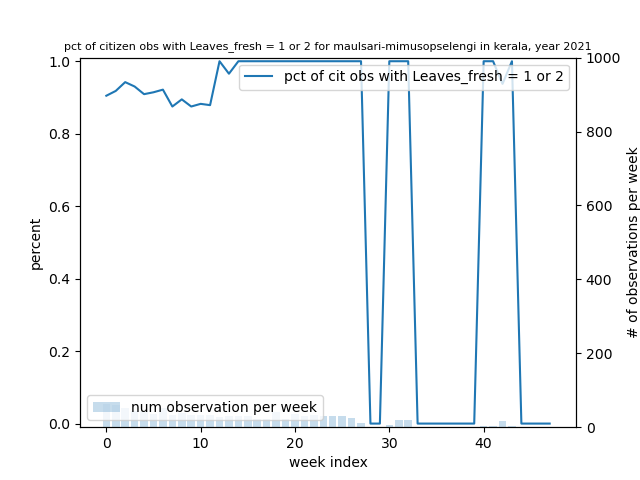 pct of citizen obs with Leaves_fresh = 1 or 2 for maulsari-mimusopselengi in kerala, year 2021
pct of cit obs with Leaves_fresh = 1 or 2
num observation per week
percent
1.0
0.8
0.6
0.4
0.2
0.0
0 10 20 30 40
week index
1000
800
600
400
200
0
# of observations per week